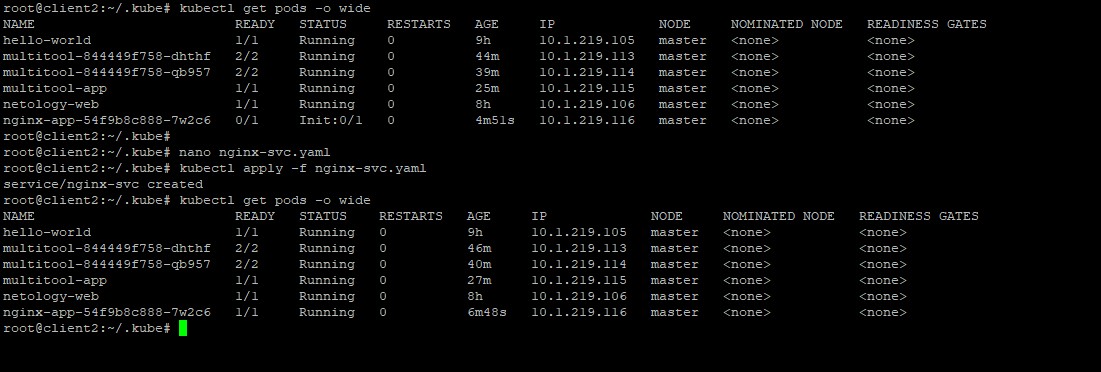 root@client2:~/.kube# kubectl get pods -o wide
NAME                         READY   STATUS     RESTARTS   AGE     IP             NODE     NOMINATED NODE   READINESS GATES
hello-world                  1/1     Running    0          9h      10.1.219.105   master   <none>           <none>
multitool-844449f758-dhthf   2/2     Running    0          44m     10.1.219.113   master   <none>           <none>
multitool-844449f758-qb957   2/2     Running    0          39m     10.1.219.114   master   <none>           <none>
multitool-app                1/1     Running    0          25m     10.1.219.115   master   <none>           <none>
netology-web                 1/1     Running    0          8h      10.1.219.106   master   <none>           <none>
nginx-app-54f9b8c888-7w2c6   0/1     Init:0/1   0          4m51s   10.1.219.116   master   <none>           <none>
root@client2:~/.kube#
root@client2:~/.kube# nano nginx-svc.yaml
root@client2:~/.kube# kubectl apply -f nginx-svc.yaml
service/nginx-svc created
root@client2:~/.kube# kubectl get pods -o wide
NAME                         READY   STATUS    RESTARTS   AGE     IP             NODE     NOMINATED NODE   READINESS GATES
hello-world                  1/1     Running   0          9h      10.1.219.105   master   <none>           <none>
multitool-844449f758-dhthf   2/2     Running   0          46m     10.1.219.113   master   <none>           <none>
multitool-844449f758-qb957   2/2     Running   0          40m     10.1.219.114   master   <none>           <none>
multitool-app                1/1     Running   0          27m     10.1.219.115   master   <none>           <none>
netology-web                 1/1     Running   0          8h      10.1.219.106   master   <none>           <none>
nginx-app-54f9b8c888-7w2c6   1/1     Running   0          6m48s   10.1.219.116   master   <none>           <none>
root@client2:~/.kube#